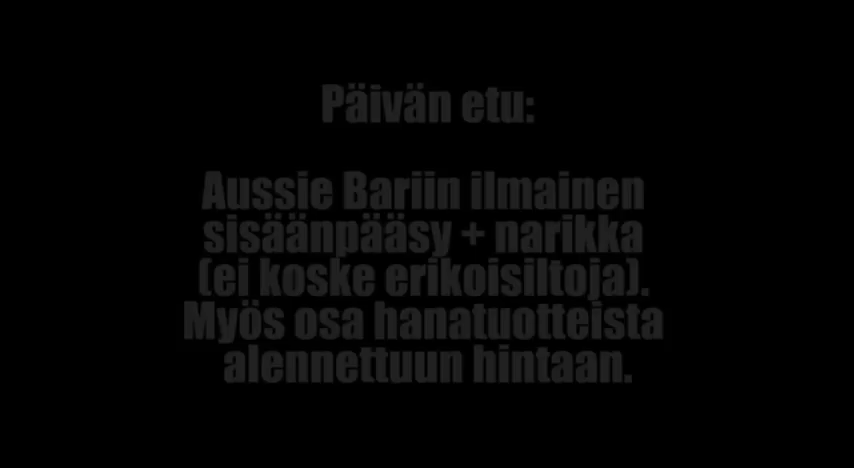 Päivän etu:
Aussie Bariin ilmainen
sisäänpääsy + narikka
(ei koske erikoisiltoja).
Myös osa hanatuotteista
alennettuun hintaan.